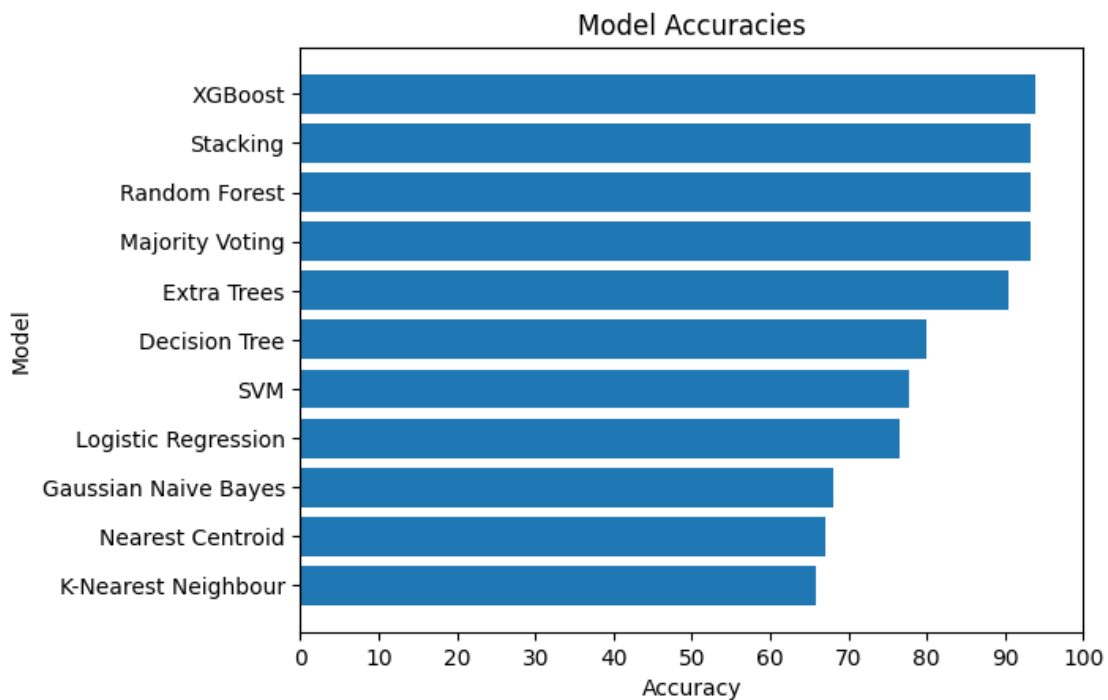 Model Accuracies
XGBoost
Stacking
Random Forest
Majority Voting
Extra Trees
Decision Tree
SVM
Logistic Regression
Gaussian Naive Bayes
Nearest Centroid
K-Nearest Neighbour
Model
0 10 20 30 40 50 60 70 80 90 100
Accuracy